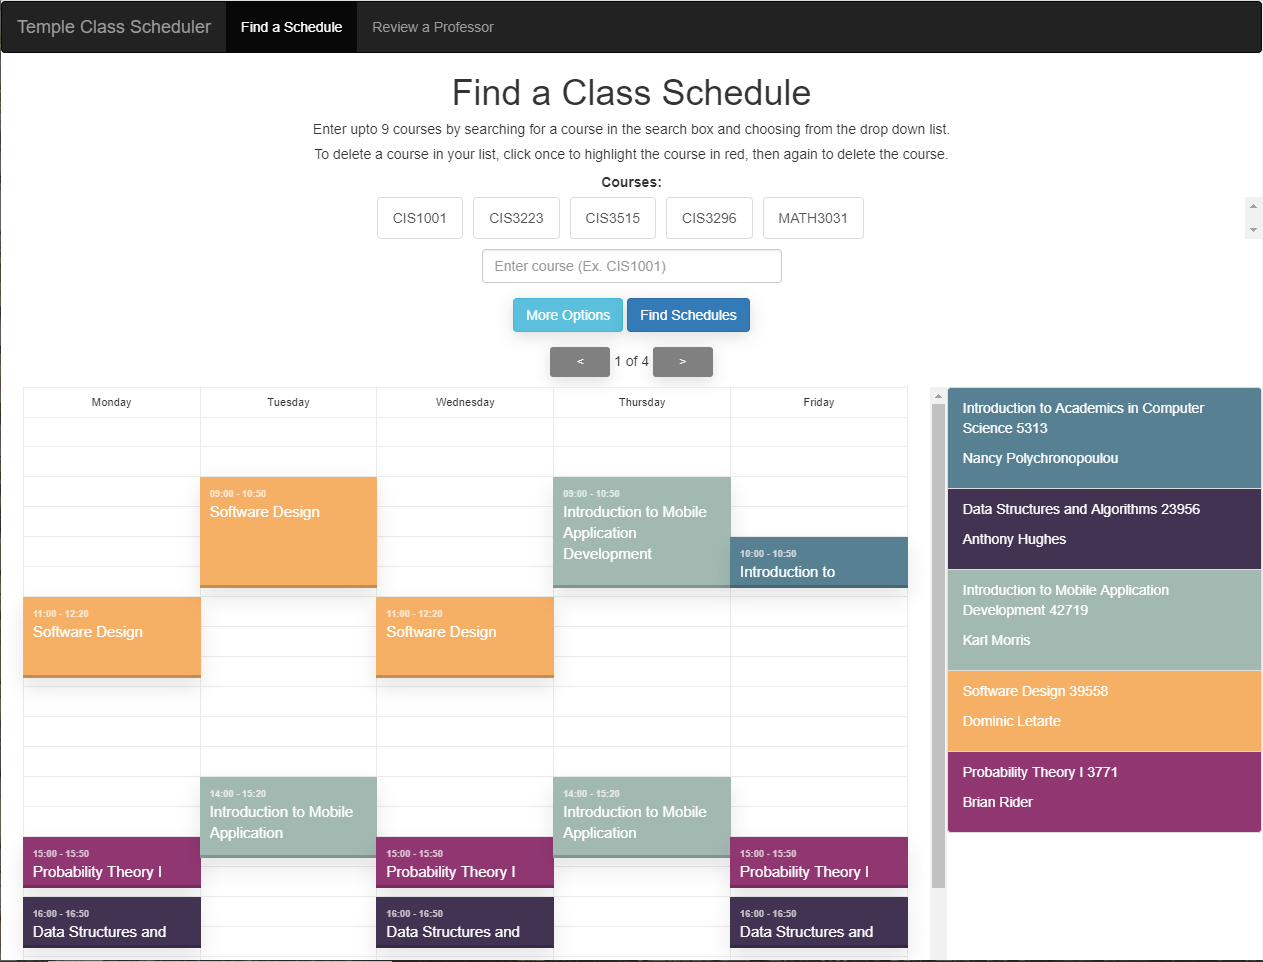 Temple Class Scheduler Find a Schedule Review a Professor
Find a Class Schedule
Enter upto 9 courses by searching for a course in the search box and choosing from the drop down list.
To delete a course in your list, click once to highlight the course in red, then again to delete the course.
Courses:
CIS1001 CIS3223 CIS3515 CIS3296 MATH3031
Enter course (Ex. CIS1001)
More Options Find Schedules
< 1 of 4 >
Monday Tuesday Wednesday Thursday Friday
09:00 - 10:50
Software Design
09:00 - 10:50
Introduction to Mobile
Application
Development
10:00 - 10:50
Introduction to
11:00 - 12:20
Software Design
11:00 - 12:20
Software Design
14:00 - 15:20
Introduction to Mobile
Application
14:00 - 15:20
Introduction to Mobile
Application
15:00 - 15:50
Probability Theory I
15:00 - 15:50
Probability Theory I
15:00 - 15:50
Probability Theory I
16:00 - 16:50
Data Structures and
16:00 - 16:50
Data Structures and
16:00 - 16:50
Data Structures and
Introduction to Academics in Computer
Science 5313
Nancy Polychronopoulou
Data Structures and Algorithms 23956
Anthony Hughes
Introduction to Mobile Application
Development 42719
Karl Morris
Software Design 39558
Dominic Letarte
Probability Theory I 3771
Brian Rider